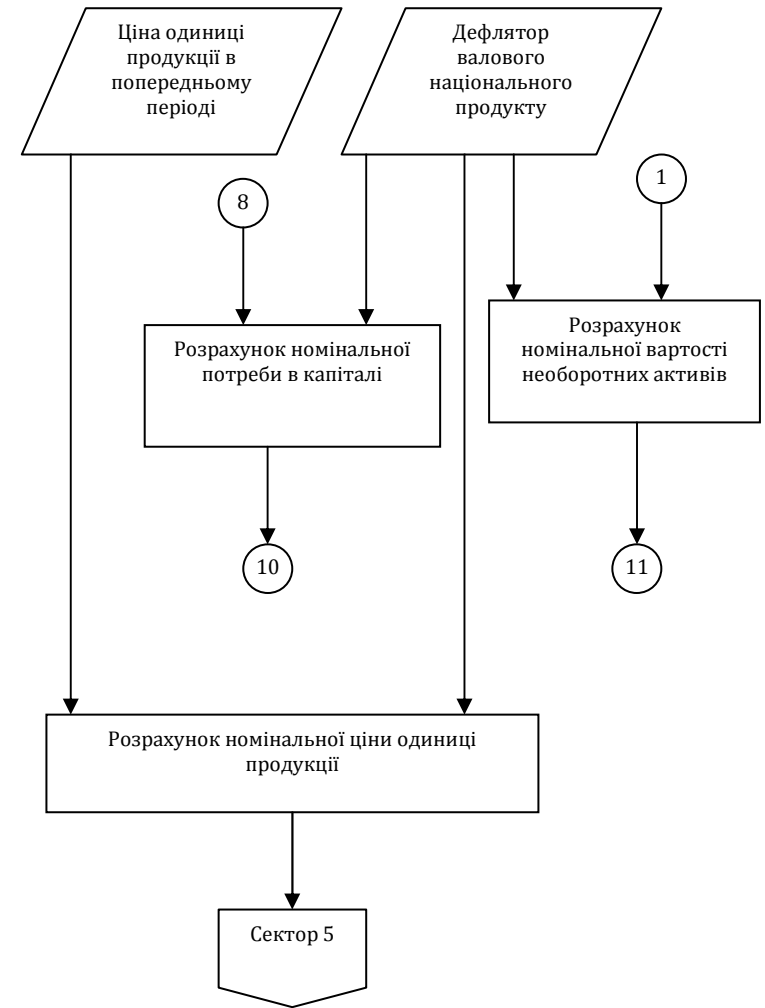 Ціна одиниці
продукції в
попередньому
періоді
Дефлятор
валового
національного
продукту
8
1
Розрахунок номінальної
потреби в капіталі
Розрахунок
номінальної вартості
необоротних активів
10
11
Розрахунок номінальної ціни одиниці
продукції
Сектор 5